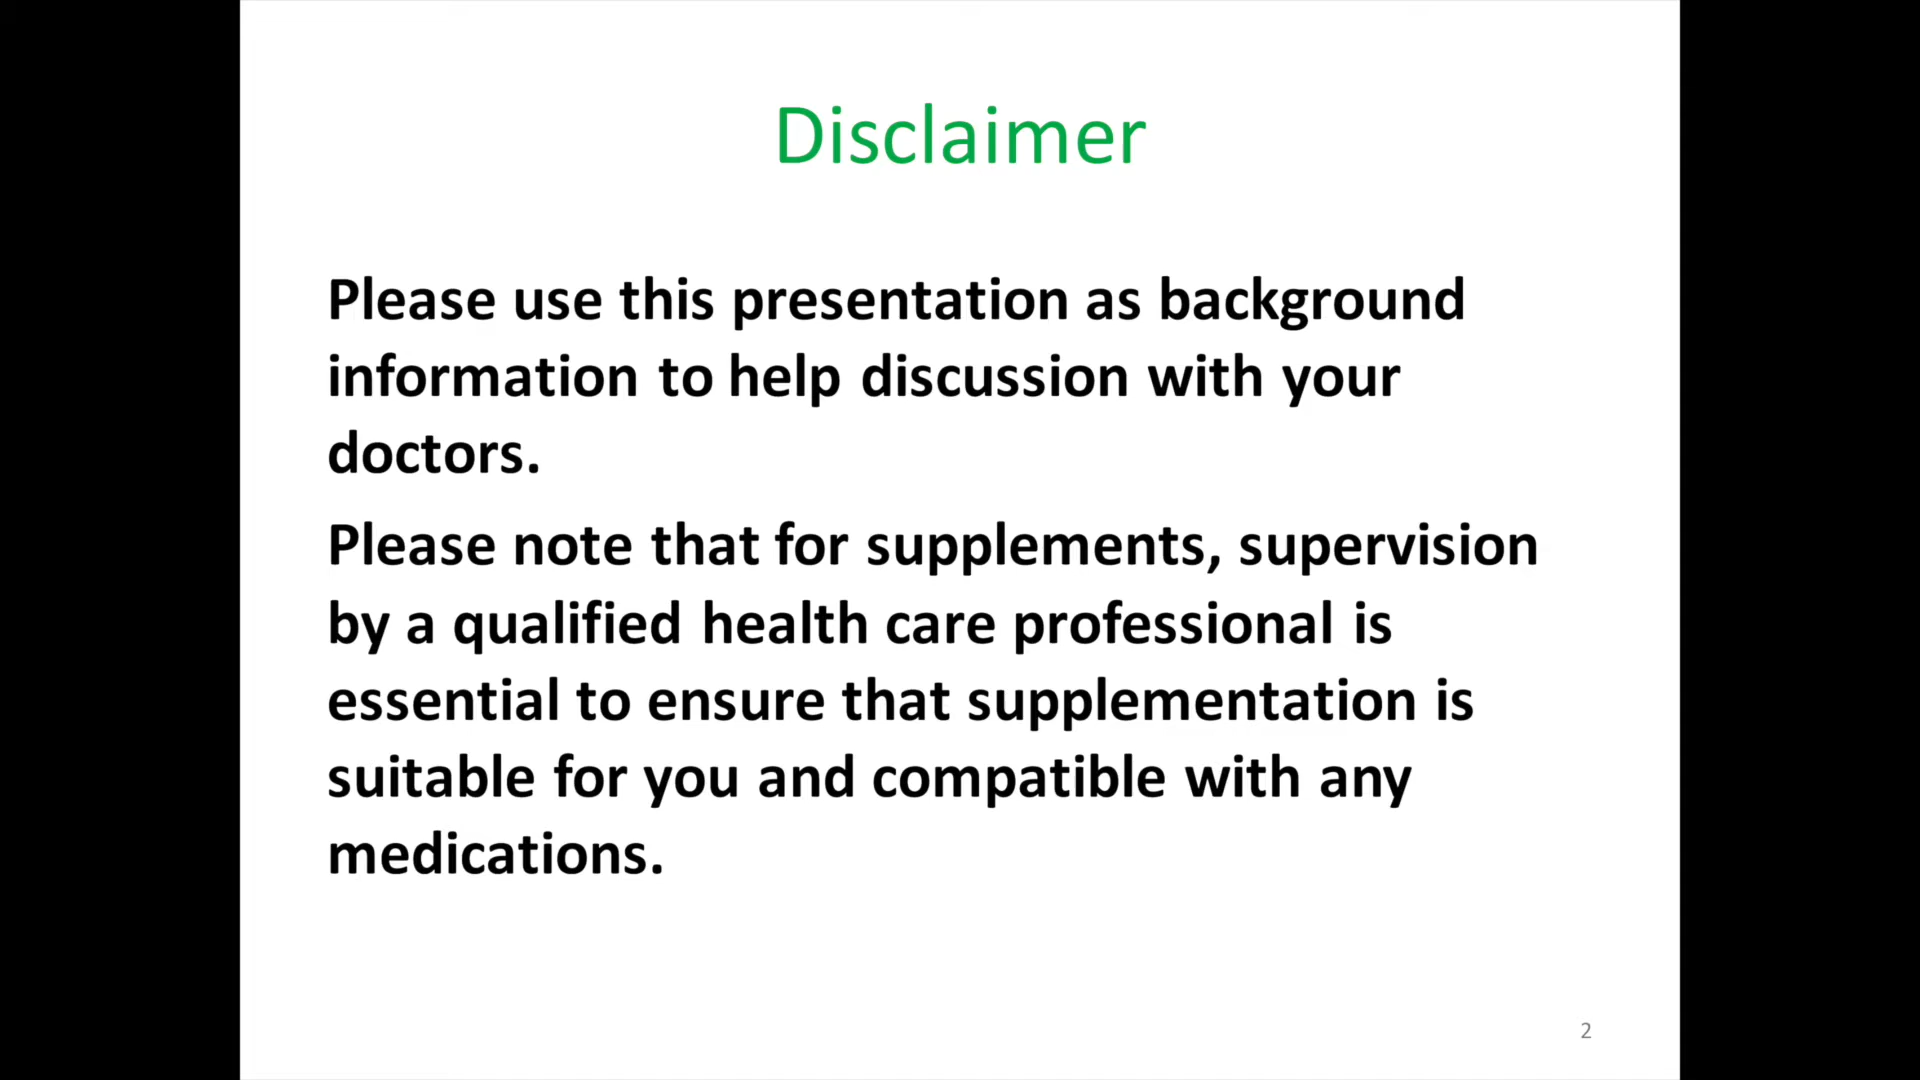 Disclaimer
Please use this presentation as background
information to help discussion with your
doctors.
Please note that for supplements, supervision
by a qualified health care professional is
essential to ensure that supplementation is
suitable for you and compatible with any
medications.
2